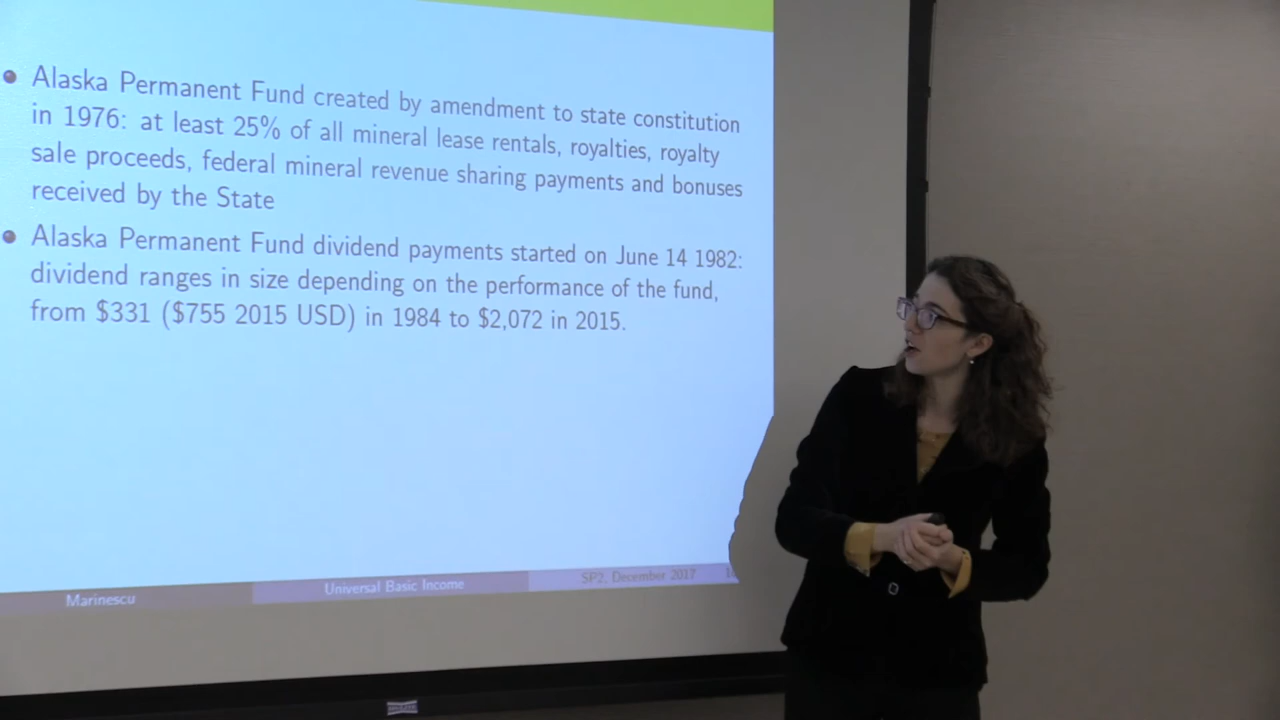 Alaska Permanent Fund created by amendment to state constitution
in 1976: at least 25% of all mineral lease rentals, royalties, royalty
sale proceeds, federal mineral revenue sharing payments and bonuses
received by the State
Alaska Permanent Fund dividend payments started on June 14 1982:
dividend ranges in size depending on the performance of the fund,
from $331 ($755 2015 USD) in 1984 to $2,072 in 2015.
Marinescu Universal Basic Income SP2, December 2017